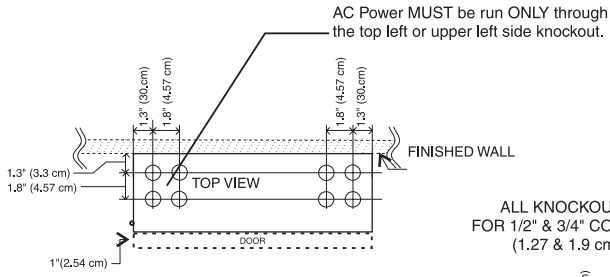 AC Power MUST be run ONLY through
the top left or upper left side knockout.
1.3" (30.cm)
1.8" (4.57 cm)
1.8" (4.57 cm)
1.3" (30.cm)
FINISHED WALL
1.3" (3.3 cm)
1.8" (4.57 cm)
TOP VIEW
DOOR
1"(2.54 cm)
ALL KNOCKOU
FOR 1/2" & 3/4" CO
(1.27 & 1.9 cm